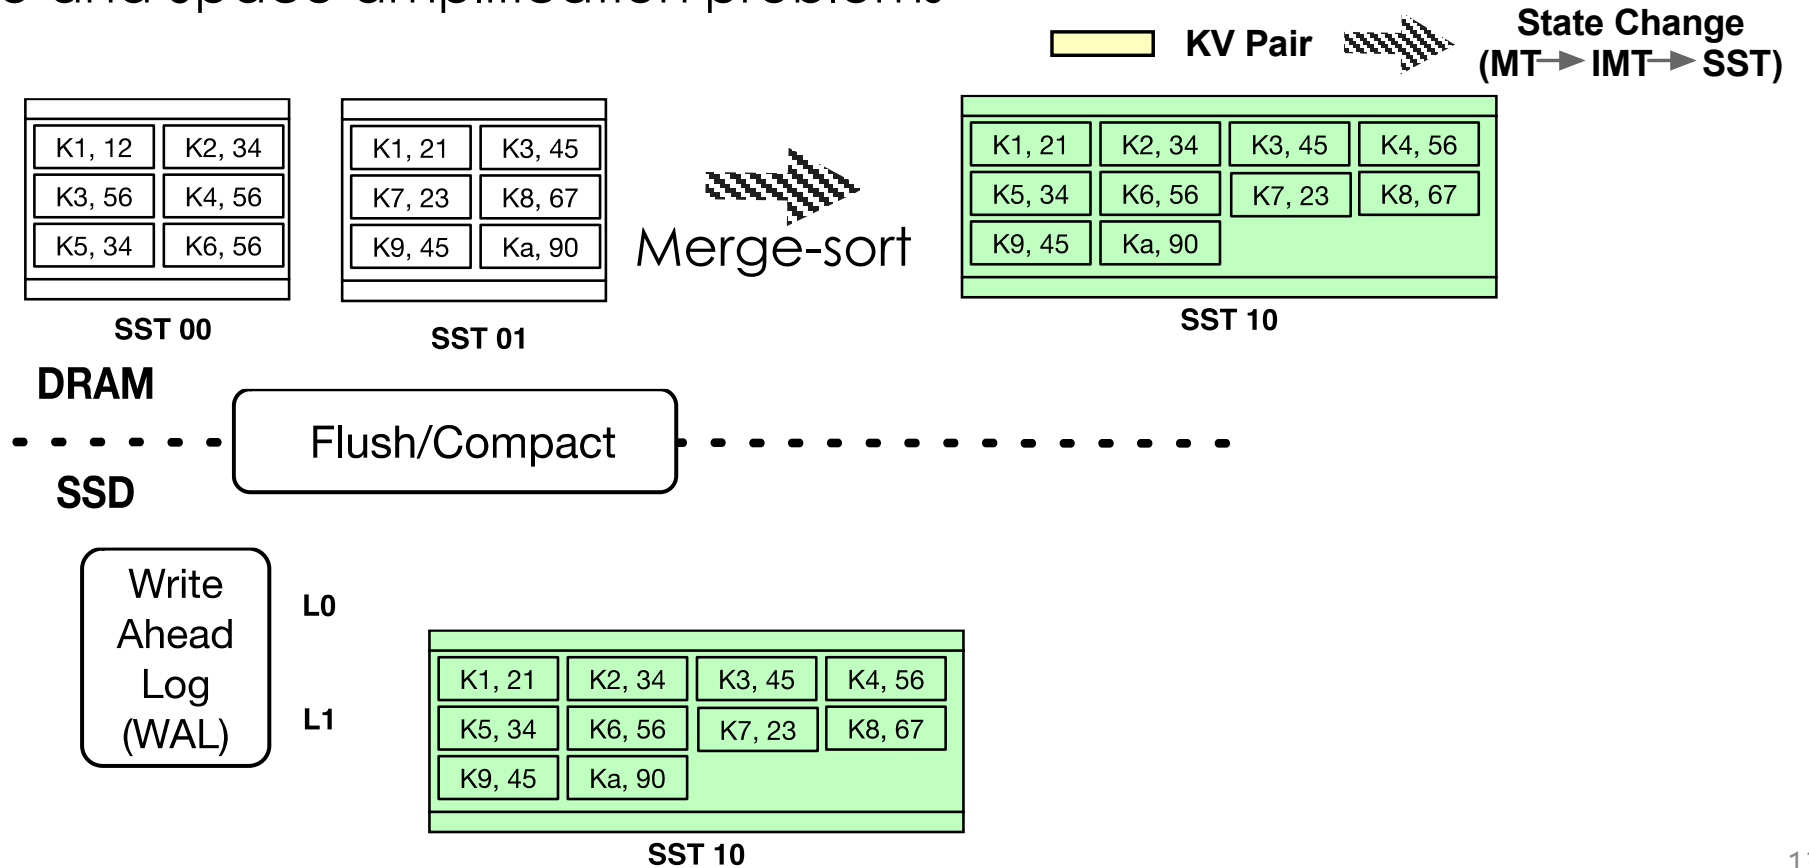 and space amplification problems
KV Pair
State Change
(MT → IMT → SST)
K1, 12 K2, 34
K3, 56 K4, 56
K5, 34 K6, 56
SST 00
K1, 21 K3, 45
K7, 23 K8, 67
K9, 45 Ka, 90
SST 01
Merge-sort
K1, 21 K2, 34 K3, 45 K4, 56
K5, 34 K6, 56 K7, 23 K8, 67
K9, 45 Ka, 90
SST 10
DRAM
Flush/Compact
SSD
Write
Ahead
Log
(WAL)
L0
L1
K1, 21 K2, 34 K3, 45 K4, 56
K5, 34 K6, 56 K7, 23 K8, 67
K9, 45 Ka, 90
SST 10